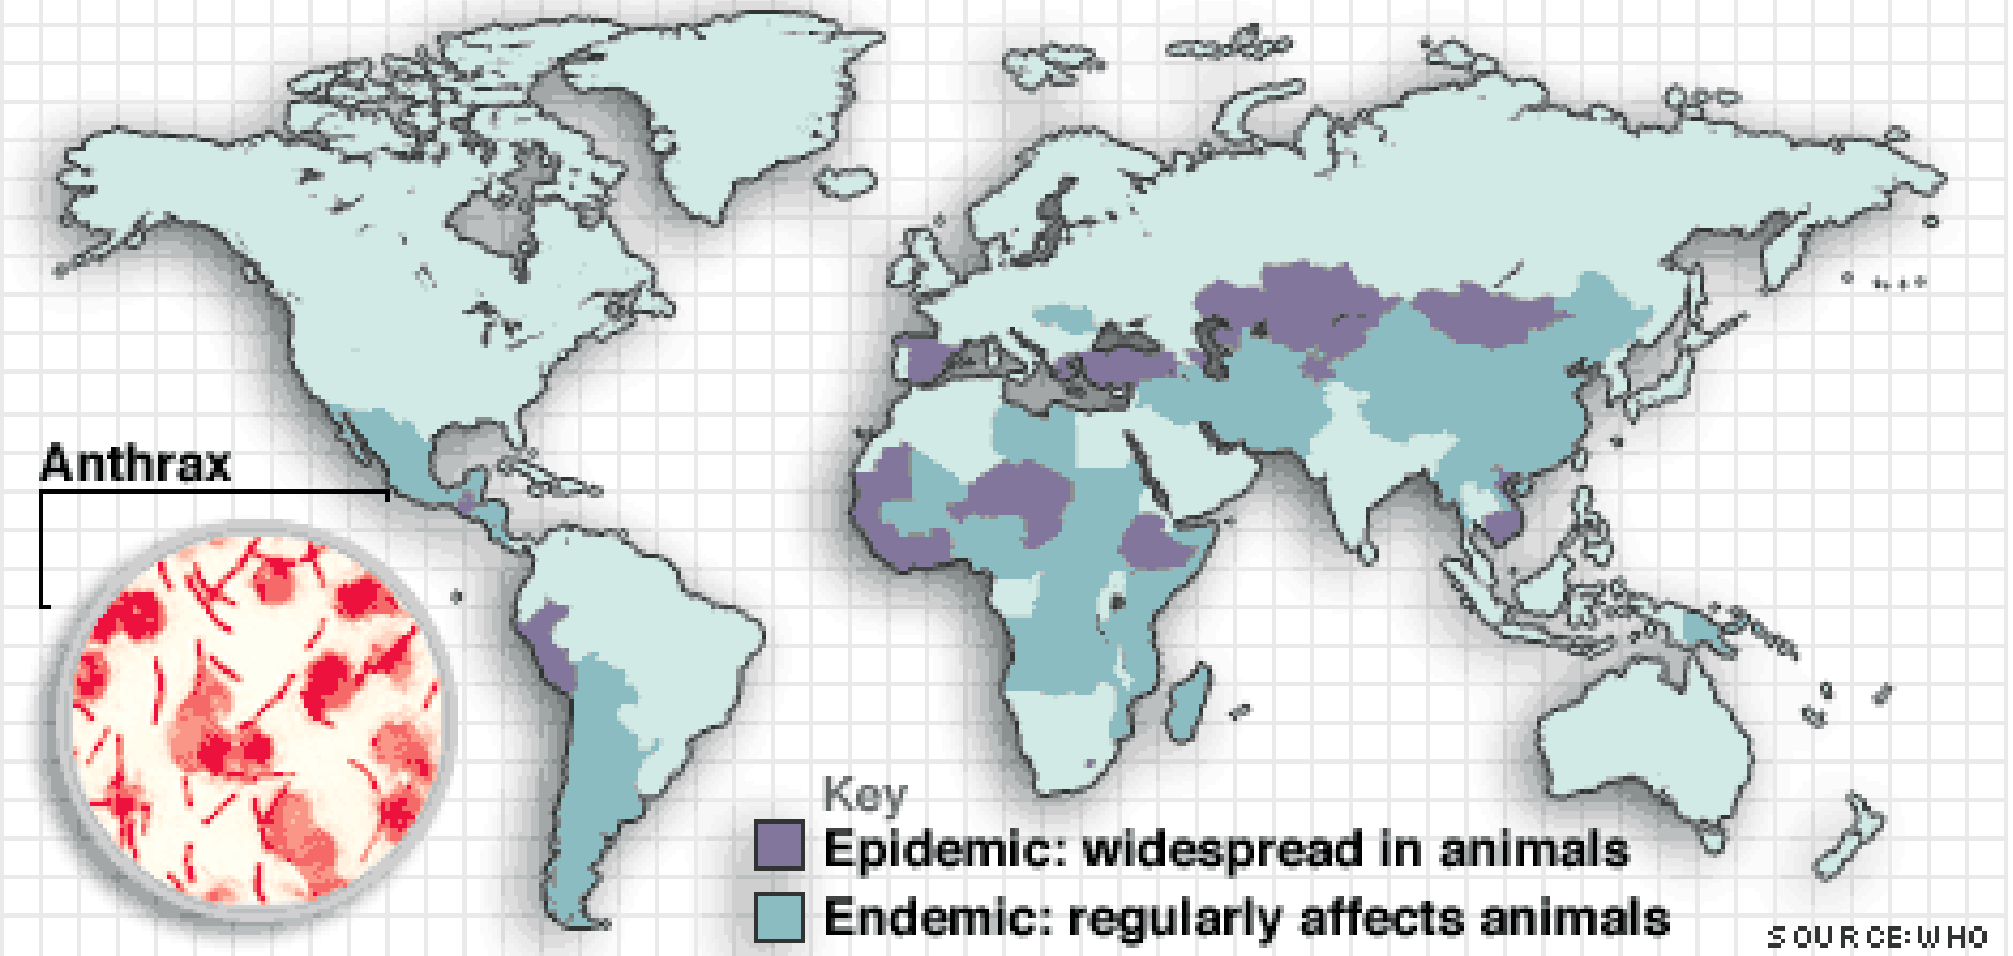 Anthrax
Key
Epidemic: widespread in animals
Endemic: regularly affects animals
SOURCE:WHO